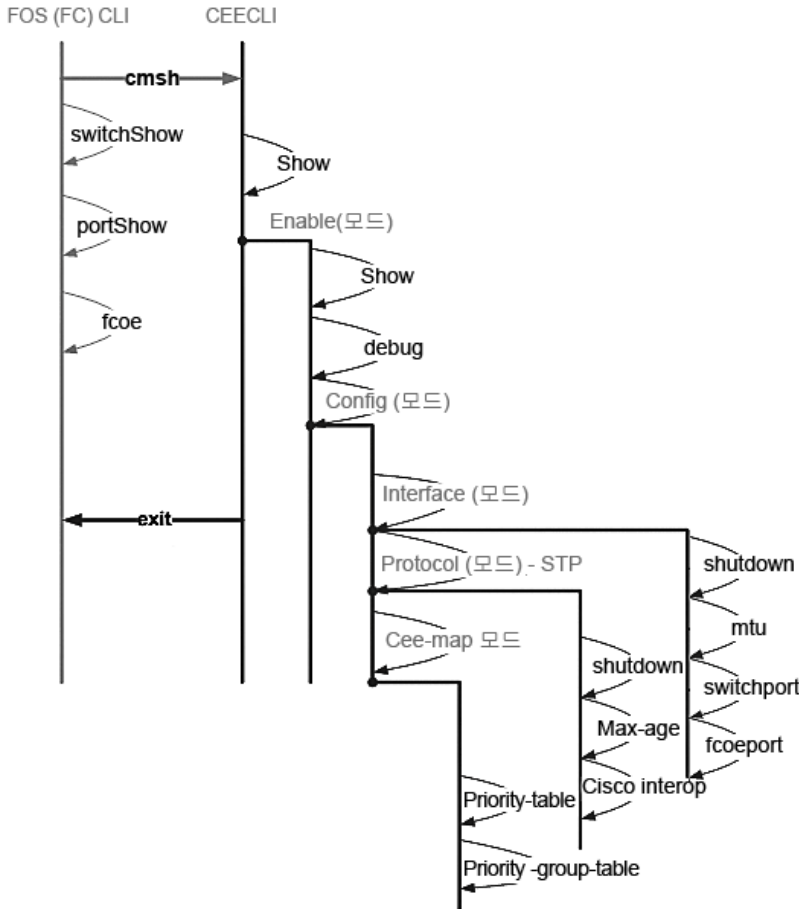 FOS (FC) CLI
CEECLI
cmsh
switchShow
Show
portShow
Enable(모드)
Show
fcoe
debug
Config (모드)
Interface (모드)
exit
Protocol (모드) - STP
shutdown
mtu
Cee-map 모드
shutdown
switchport
Max-age
fcoeport
Cisco interop
Priority-table
Priority -group-table